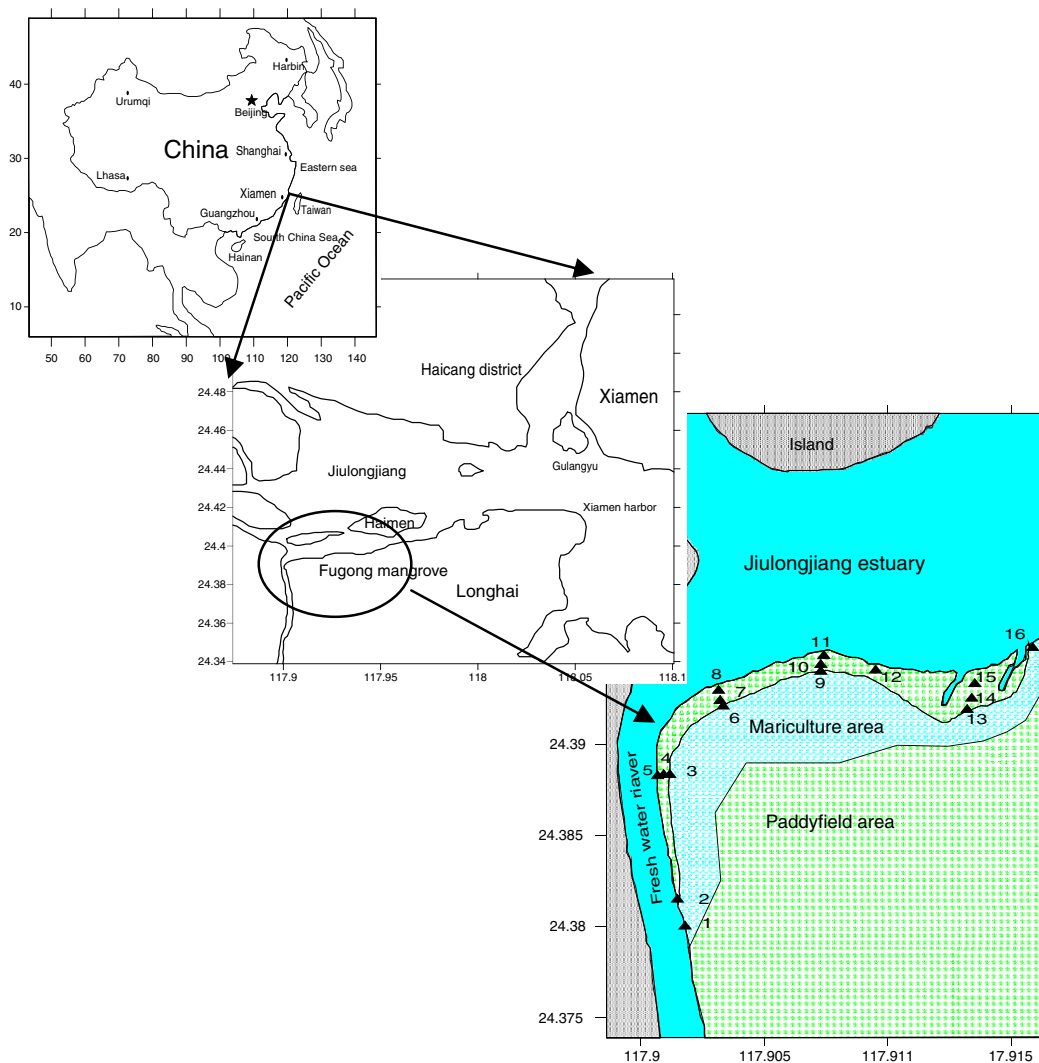 Harbin
40
Urumqi
Beijing
China
Shanghai
30
Eastern sea
Lhasa
Xiamen
Taiwan
Guangzhou
20
South China Sea
Hainan
Pacific Ocean
10
50 60 70 80 90 100 110 120 130 140
Haicang district
24.48
Xiamen
24.46
Gulangyu
24.44
Jiulongjiang
24.42
Xiamen harbor
Haimen
24.4
Fugong mangrove
24.38
Longhai
24.36
24.34
117.9 117.95 118 118.05 118.1
Island
Jiulongjiang estuary
16
11
10
9
12
15
14
13
8
7
6
Mariculture area
24.39
5 4 3
Paddyfield area
24.385
Fresh water riaver
2
1
24.38
24.375
117.9 117.905 117.911 117.915